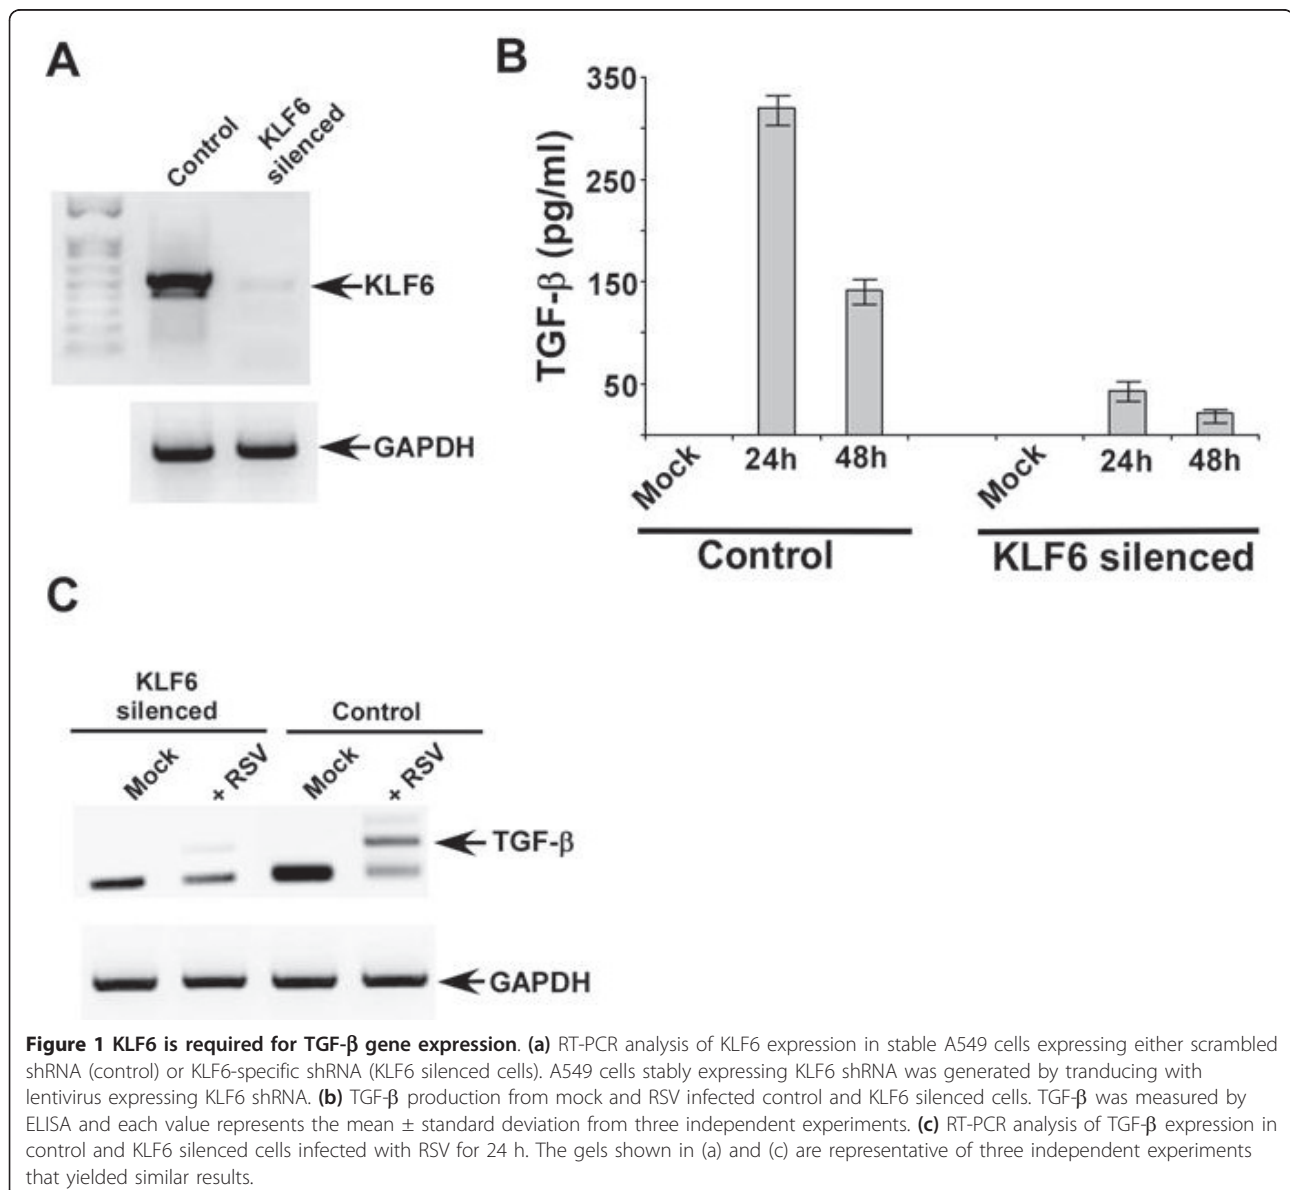 A
Control
KLF6
silenced
KLF6
GAPDH
B
TGF-β (pg/ml)
350
250
150
50
Mock
24h
48h
Mock
24h
48h
Control
KLF6 silenced
C
KLF6
silenced
Control
Mock
+ RSV
Mock
+ RSV
TGF-β
GAPDH
Figure 1 KLF6 is required for TGF-β gene expression. (a) RT-PCR analysis of KLF6 expression in stable A549 cells expressing either scrambled
shRNA (control) or KLF6-specific shRNA (KLF6 silenced cells). A549 cells stably expressing KLF6 shRNA was generated by tranducing with
lentivirus expressing KLF6 shRNA. (b) TGF-β production from mock and RSV infected control and KLF6 silenced cells. TGF-β was measured by
ELISA and each value represents the mean ± standard deviation from three independent experiments. (c) RT-PCR analysis of TGF-β expression in
control and KLF6 silenced cells infected with RSV for 24 h. The gels shown in (a) and (c) are representative of three independent experiments
that yielded similar results.